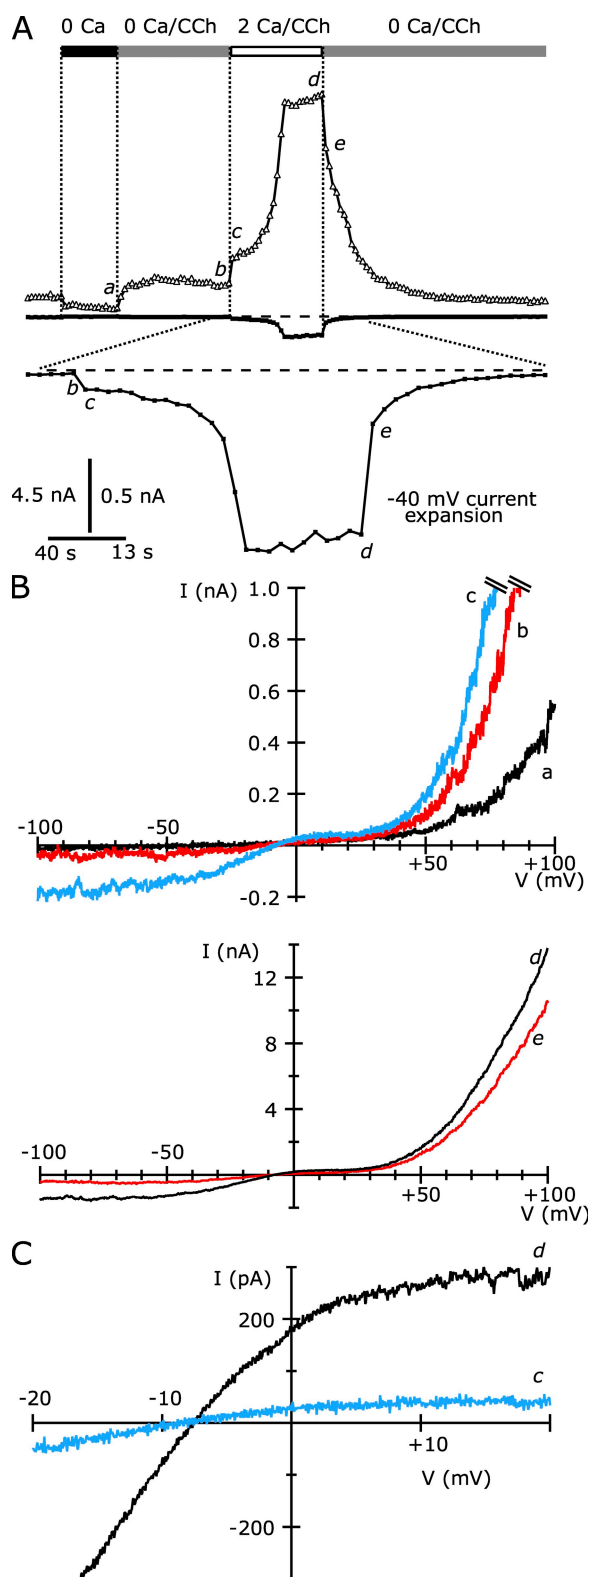 A
0 Ca 0 Ca/CCh 2 Ca/CCh 0 Ca/CCh
d
e
c
a b
b
c
e
4.5 nA 0.5 nA
-40 mV current
expansion
40 s 13 s
d
B
I (nA)
1.0
c
b
0.8
0.6
0.4
a
0.2
-100 -50
+50 +100
V (mV)
-0.2
I (nA)
d
12
e
8
4
-100 -50
+50 +100
V (mV)
C
d
I (pA)
200
c
-20 -10
+10
V (mV)
-200